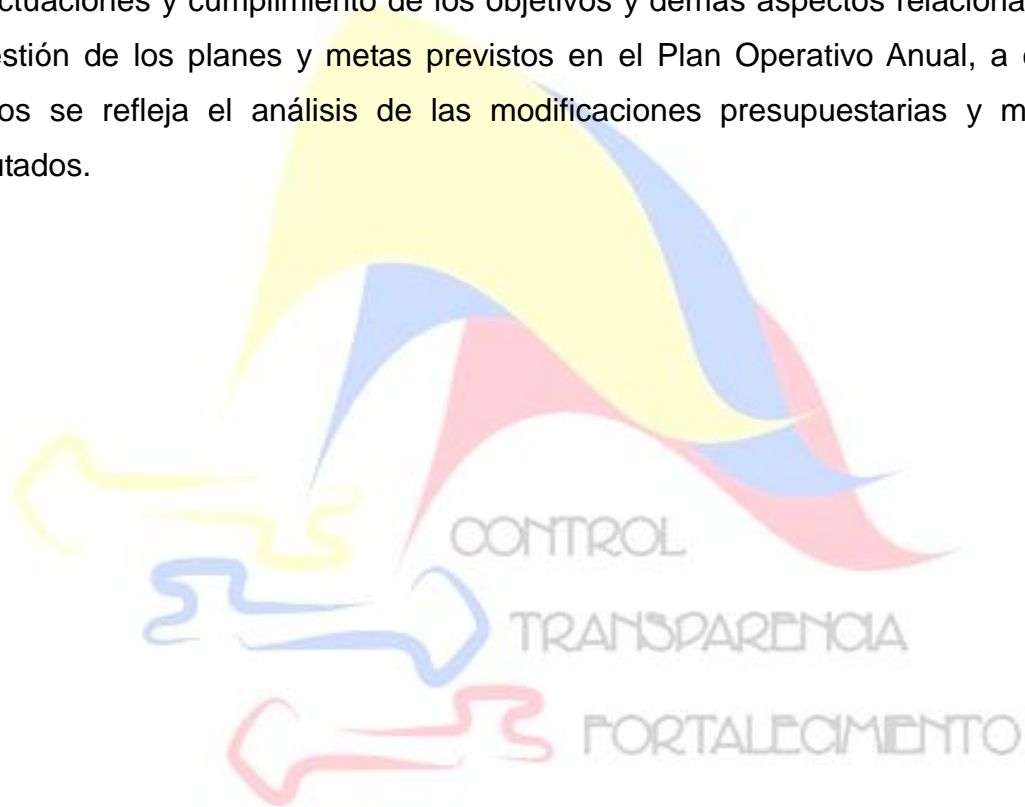 ctuaciones y cumplimiento de los objetivos y demás aspectos relaciona
estión de los planes y metas previstos en el Plan Operativo Anual, a
os se refleja el análisis de las modificaciones presupuestarias y m
utados.
CONTROL
TRANSPARENCIA
FORTALECIMIENTO